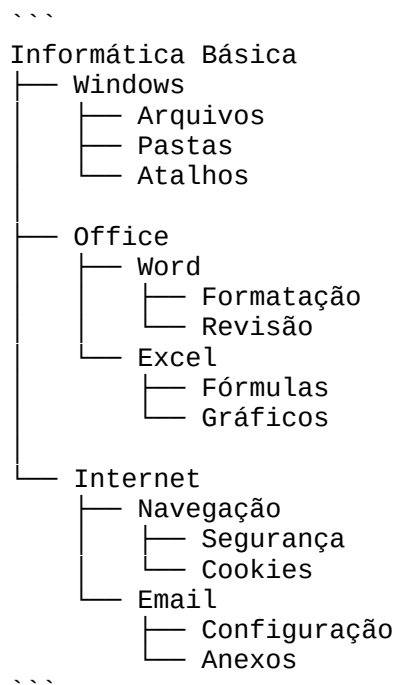 ```
Informática Básica
├── Windows
│   ├── Arquivos
│   ├── Pastas
│   └── Atalhos
│
├── Office
│   ├── Word
│   │   ├── Formatação
│   │   └── Revisão
│   └── Excel
│       ├── Fórmulas
│       └── Gráficos
│
└── Internet
    ├── Navegação
    │   ├── Segurança
    │   └── Cookies
    └── Email
        ├── Configuração
        └── Anexos
```